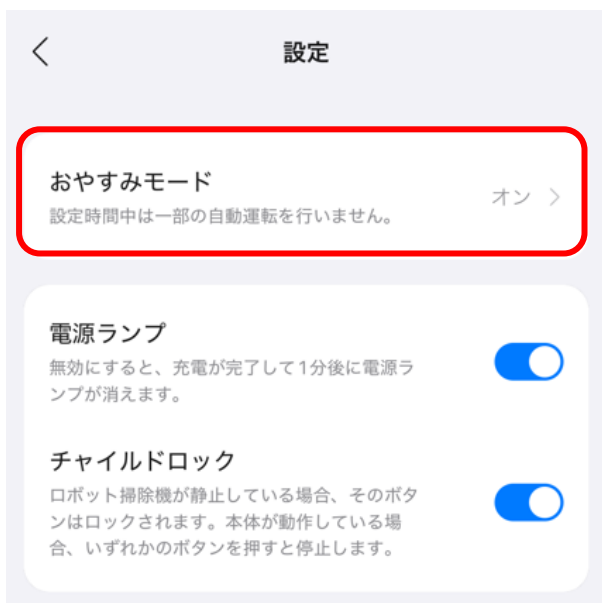 設定
おやすみモード
オン
設定時間中は一部の自動運転を行いません。
電源ランプ
無効にすると、充電が完了して1分後に電源ラ
ンプが消えます。
チャイルドロック
ロボット掃除機が静止している場合、そのボタ
ンはロックされます。本体が動作している場
合、いずれかのボタンを押すと停止します。